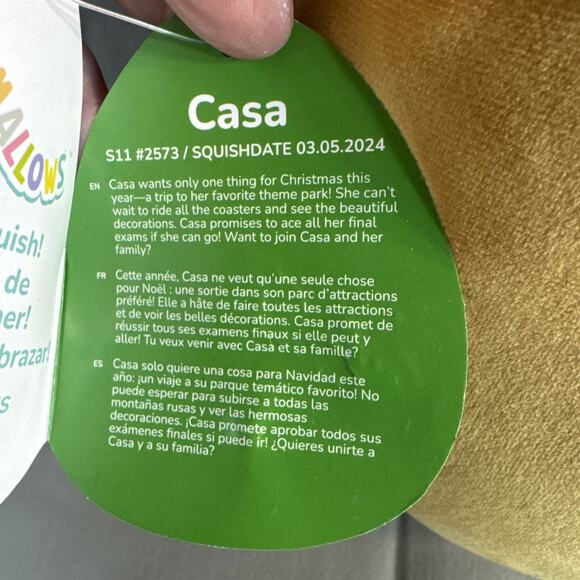 Casa
S11 #2573 / SQUISHDATE 03.05.2024
EN Casa wants only one thing for Christmas this
year—a trip to her favorite theme park! She can't
wait to ride all the coasters and see the beautiful
decorations. Casa promises to ace all her final
exams if she can go! Want to join Casa and her
family?
FR Cette année, Casa ne veut qu'une seule chose
pour Noël : une sortie dans son parc d'attractions
préféré! Elle a hâte de faire toutes les attractions
et de voir les belles décorations. Casa promet de
réussir tous ses examens finaux si elle peut y
aller! Tu veux venir avec Casa et sa famille?
ES Casa solo quiere una cosa para Navidad este
año: ¡un viaje a su parque temático favorito! No
puede esperar para subirse a todas las
montañas rusas y ver las hermosas
decoraciones. ¡Casa promete aprobar todos sus
exámenes finales si puede ir! ¿Quieres unirte a
Casa y a su familia?
MALLOWS
uish!
de
er!
brazar!
s